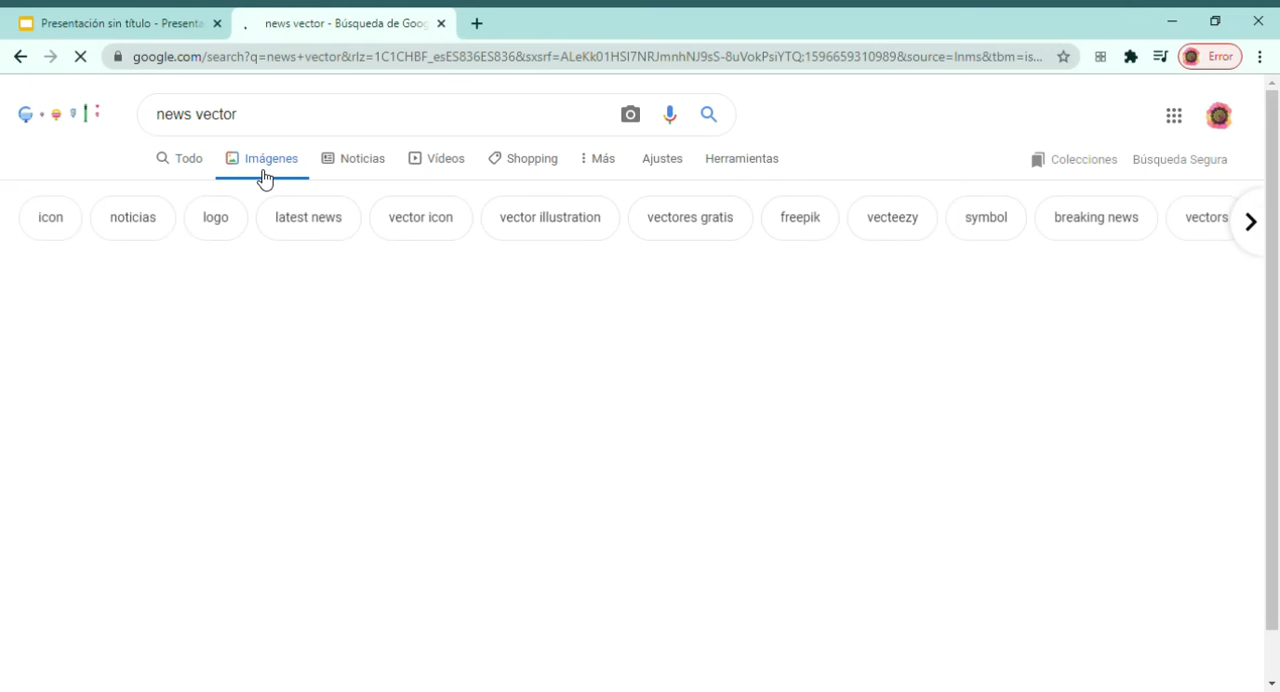 Presentación sin título - Presenta
news vector - Búsqueda de Goog
google.com/search?q=news+vector&rlz=1C1CHBF_esES836ES836&sxsrf=ALeKk01HSI7NRJmnhNJ9sS-8uVokPsiYTQ:1596659310989&source=lnms&tbm=is...
Error
news vector
Todo
Imágenes
Noticias
Vídeos
Shopping
Más
Ajustes
Herramientas
Colecciones
Búsqueda Segura
icon
noticias
logo
latest news
vector icon
vector illustration
vectores gratis
freepik
vecteezy
symbol
breaking news
vectors